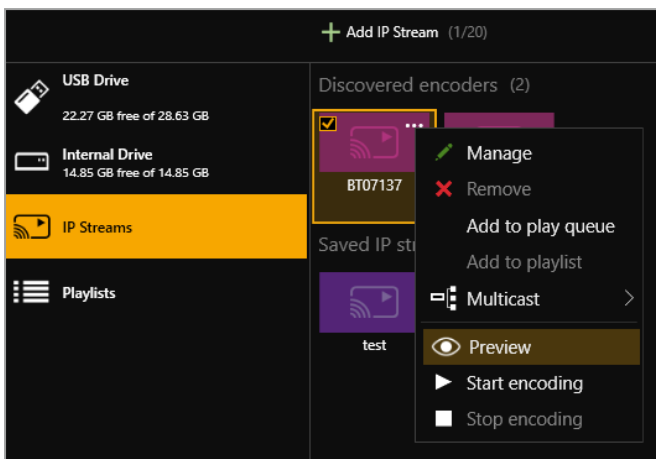 Add IP Stream (1/20)
USB Drive
22.27 GB free of 28.63 GB
Internal Drive
14.85 GB free of 14.85 GB
IP Streams
Playlists
Discovered encoders (2)
BT07137
Saved IP st
test
Manage
Remove
Add to play queue
Add to playlist
Multicast
Preview
Start encoding
Stop encoding